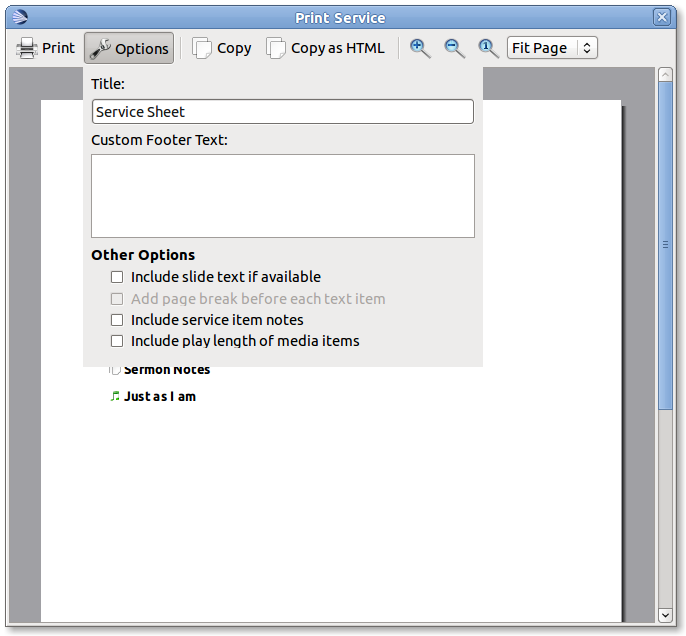 Print Service
Print Options Copy Copy as HTML 1 Fit Page
Title:
Service Sheet
Custom Footer Text:
Other Options
Include slide text if available
Add page break before each text item
Include service item notes
Include play length of media items
Sermon Notes
Just as I am